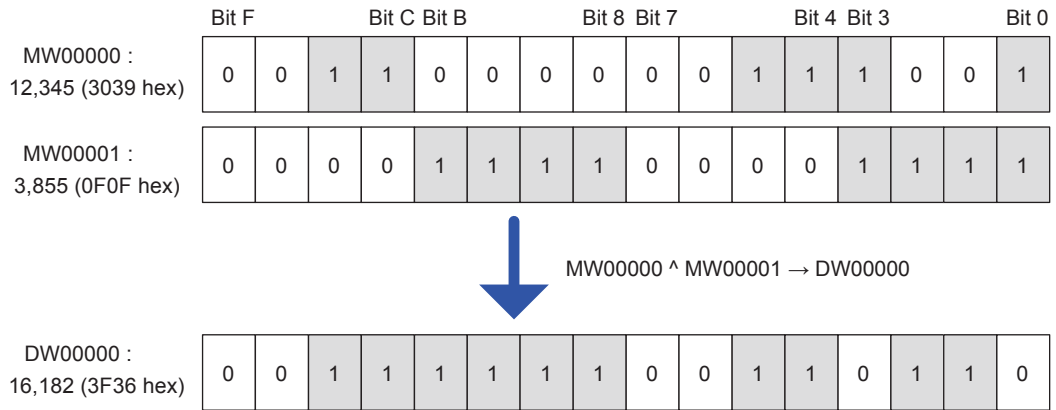 Bit F Bit C Bit B Bit 8 Bit 7 Bit 4 Bit 3 Bit 0
MW00000 :
12,345 (3039 hex)
0 0 1 1 0 0 0 0 0 0 1 1 1 0 0 1
MW00001 :
3,855 (0F0F hex)
0 0 0 0 1 1 1 1 0 0 0 0 1 1 1 1
MW00000 ^ MW00001 → DW00000
DW00000 :
16,182 (3F36 hex)
0 0 1 1 1 1 1 1 0 0 1 1 0 1 1 0